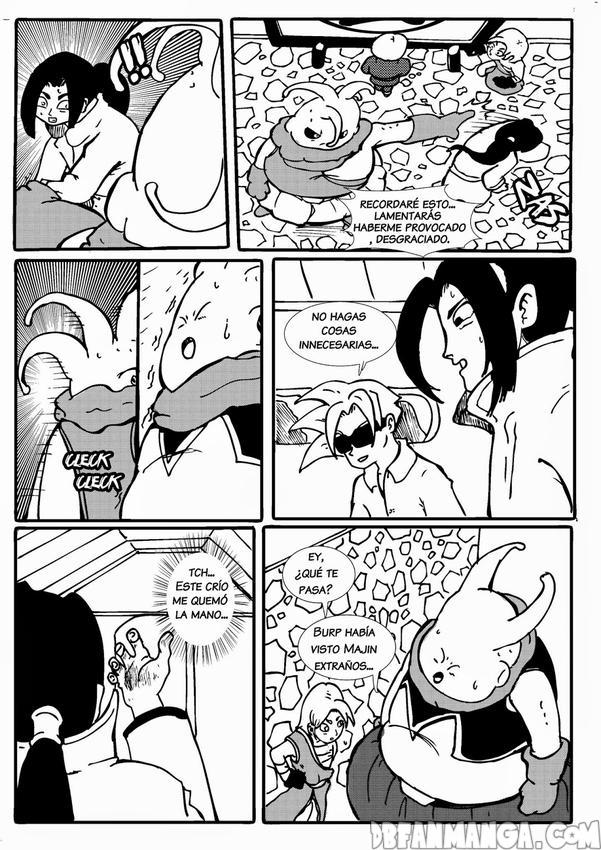 ¡¡!!
RECORDARÉ ESTO...
LAMENTARÁS
HABERME PROVOCADO
, DESGRACIADO.
ÑAS
CLECK
CLECK
NO HAGAS
COSAS
INNECESARIAS...
TCH...
ESTE CRÍO
ME QUEMÓ
LA MANO...
EY,
¿QUÉ TE
PASA?
BURP HABÍA
VISTO MAJIN
EXTRAÑOS...
DBFANMANGA.COM